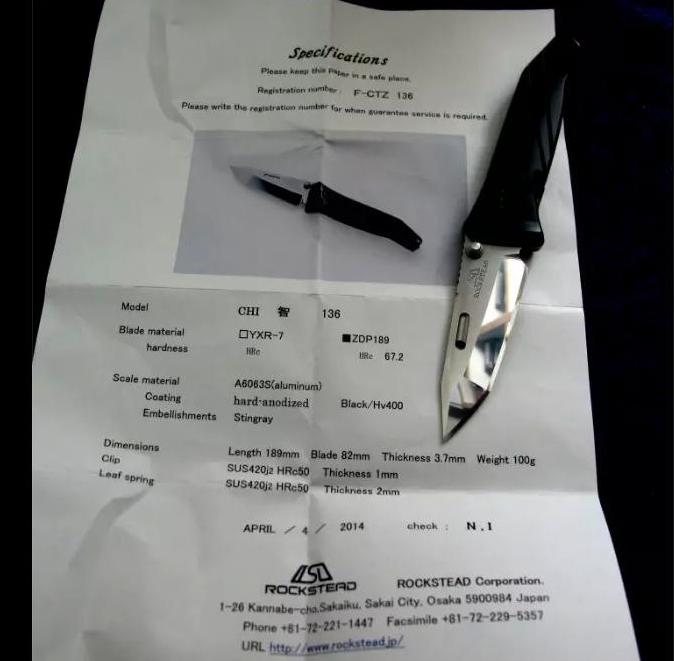 Specifications
Please keep this Paper in a safe place.
Registration number: F-CTZ 136
Please write the registration number for when guarantee service is required.
Model CHI 智 136
Blade material □YXR-7 ■ZDP189
hardness HRc HRc 67.2
Scale material A6063S(aluminum)
Coating hard-anodized Black/Hv400
Embellishments Stingray
Dimensions Length 189mm Blade 82mm Thickness 3.7mm Weight 100g
Clip SUS420j2 HRc50 Thickness 1mm
Leaf spring SUS420j2 HRc50 Thickness 2mm
APRIL / 4 / 2014 check : N.I
ROCKSTEAD ROCKSTEAD Corporation.
1-26 Kannabe-cho,Sakaiku, Sakai City, Osaka 5900984 Japan
Phone +81-72-221-1447 Facsimile +81-72-229-5357
URL http://www.rockstead.jp/
ROCKSTEAD